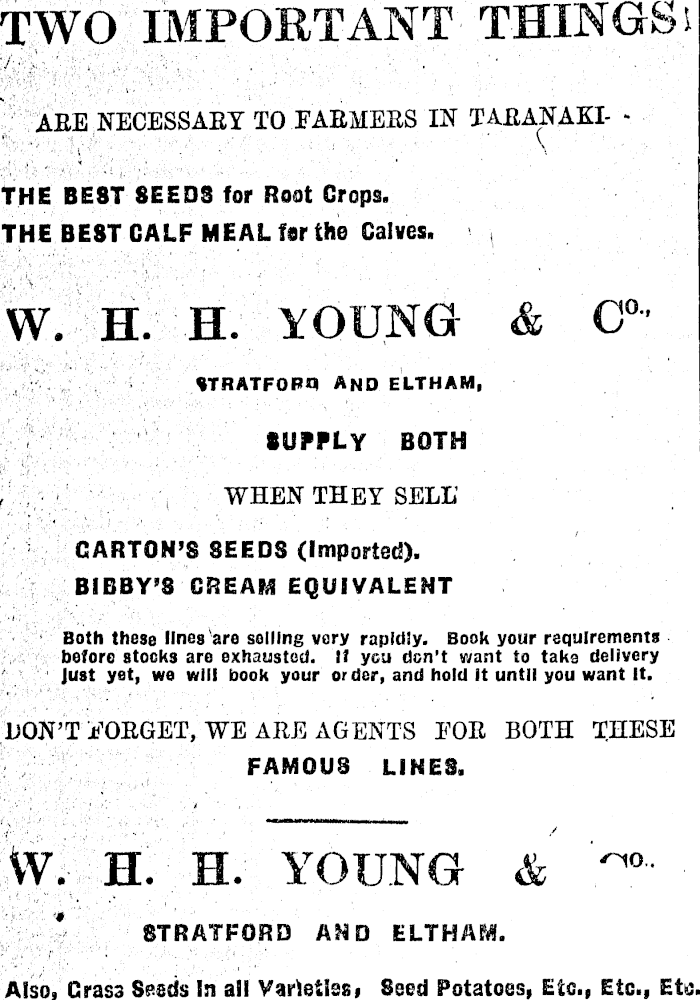 TWO IMPORTANT THINGS!
ARE NECESSARY TO FARMERS IN TARANAKI-
THE BEST SEEDS for Root Crops.
THE BEST CALF MEAL for the Calves.
W. H. H. YOUNG & Co.,
STRATFORD AND ELTHAM,
SUPPLY BOTH
WHEN THEY SELL
GARTON'S SEEDS (Imported).
BIBBY'S CREAM EQUIVALENT
Both these lines are selling very rapidly. Book your requirements
before stocks are exhausted. If you don't want to take delivery
just yet, we will book your order, and hold it until you want it.
DON'T FORGET, WE ARE AGENTS FOR BOTH THESE
FAMOUS LINES.
W. H. H. YOUNG & Co.
STRATFORD AND ELTHAM.
Also, Grass Seeds in all Varieties, Seed Potatoes, Etc., Etc., Etc.